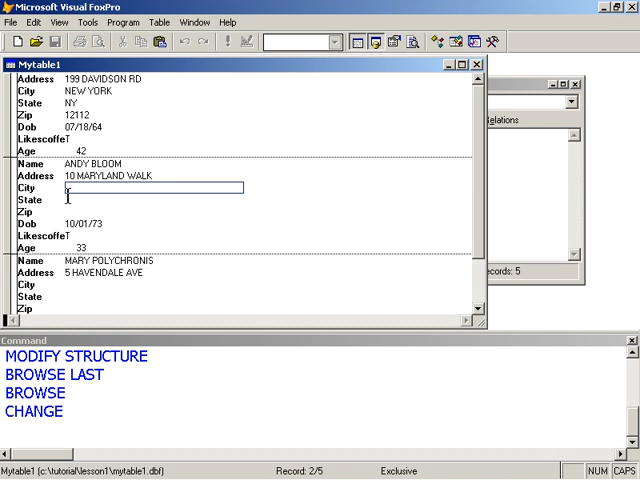 Microsoft Visual FoxPro
File Edit View Tools Program Table Window Help
Mytable1
Address 199 DAVIDSON RD
City NEW YORK
State NY
Zip 12112
Dob 07/18/64
LikescoffeT
Age 42
Name ANDY BLOOM
Address 10 MARYLAND WALK
City
State
Zip
Dob 10/01/73
LikescoffeT
Age 33
Name MARY POLYCHRONIS
Address 5 HAVENDALE AVE
City
State
Zip
Relations
ecords: 5
Command
MODIFY STRUCTURE
BROWSE LAST
BROWSE
CHANGE
Mytable1 (c:\tutorial\lesson1\mytable1.dbf) Record: 2/5 Exclusive NUM CAPS